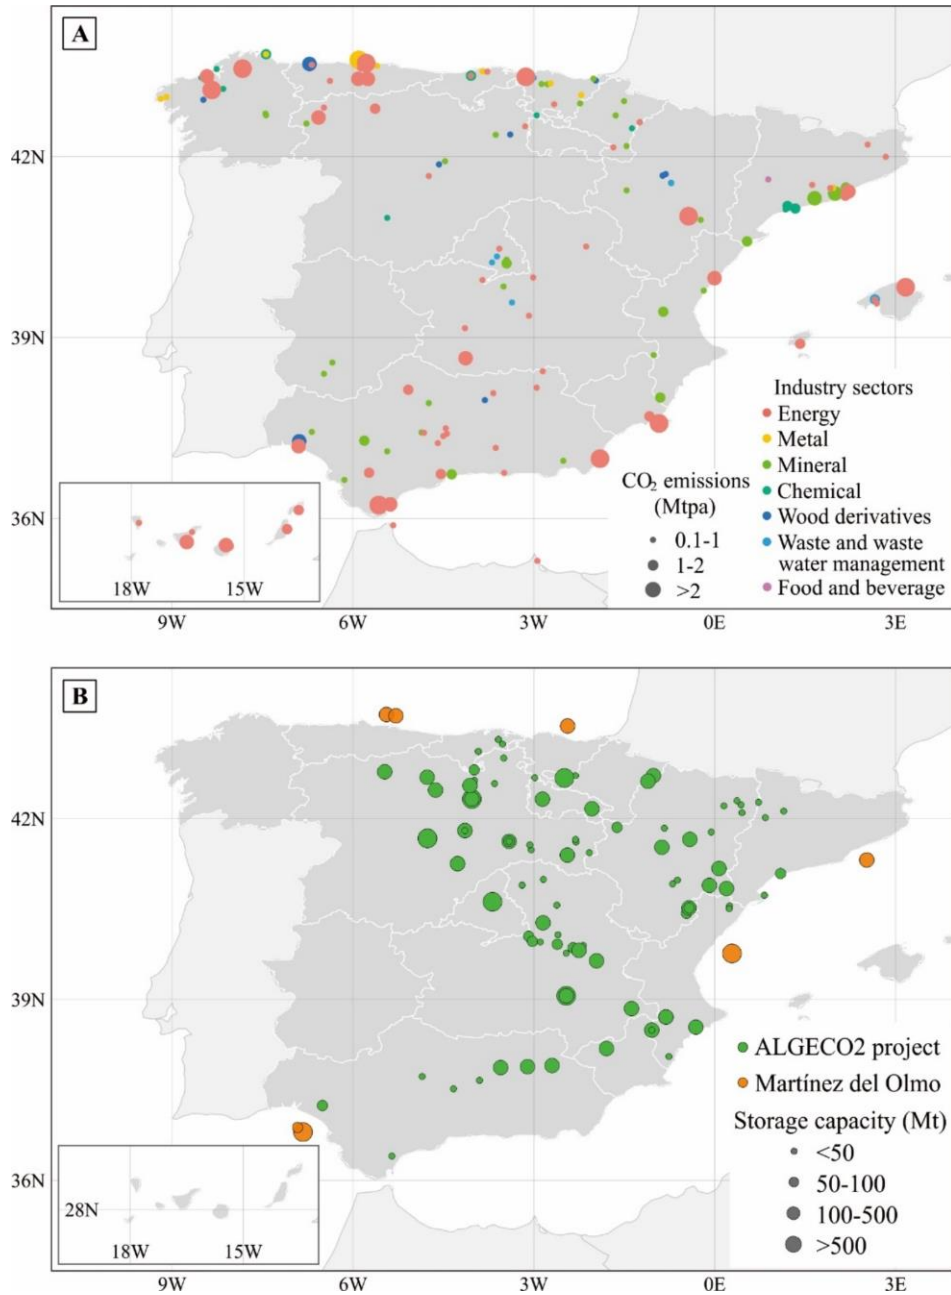 A
42N
39N
36N
Industry sectors
Energy
Metal
Mineral
Chemical
Wood derivatives
Waste and waste
water management
Food and beverage
CO₂ emissions
(Mtpa)
0.1-1
1-2
>2
18W 15W
9W 6W 3W 0E 3E
B
42N
39N
36N
ALGECO2 project
Martínez del Olmo
Storage capacity (Mt)
<50
50-100
100-500
>500
28N
18W 15W
9W 6W 3W 0E 3E